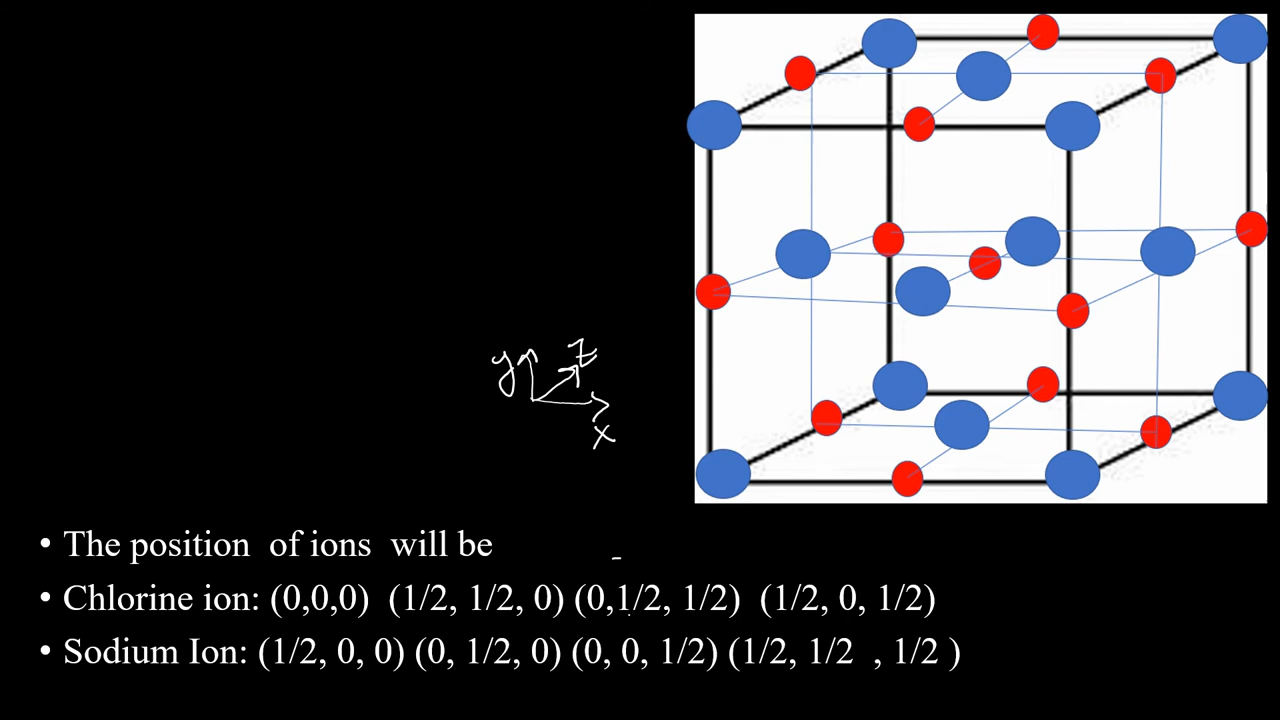 y z
x
• The position of ions will be
• Chlorine ion: (0,0,0) (1/2, 1/2, 0) (0,1/2, 1/2) (1/2, 0, 1/2)
• Sodium Ion: (1/2, 0, 0) (0, 1/2, 0) (0, 0, 1/2) (1/2, 1/2 , 1/2 )